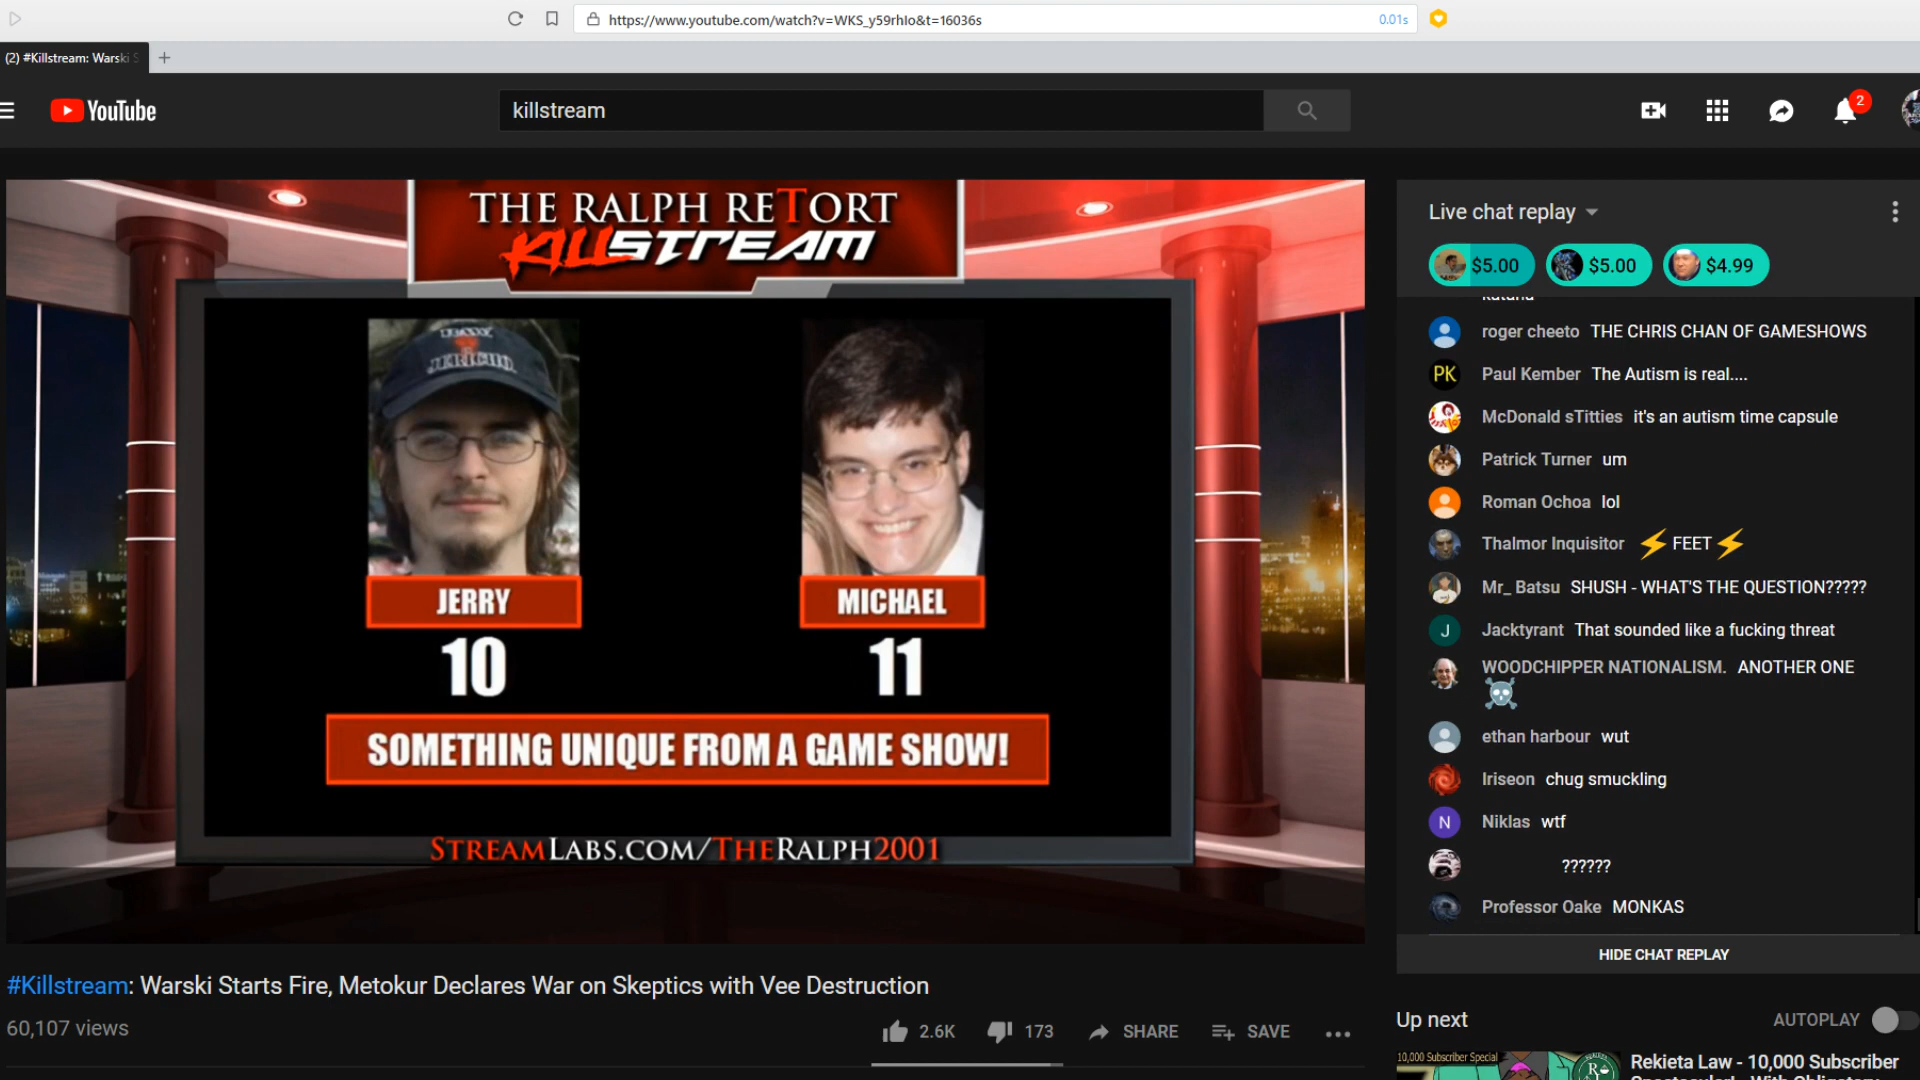 https://www.youtube.com/watch?v=WKS_y59rhIo&t=16036s
0.01s
(2) #Killstream: Warski S
YouTube
killstream
2
THE RALPH RETORT
KILLSTREAM
JERICHO
JERRY
MICHAEL
10
11
SOMETHING UNIQUE FROM A GAME SHOW!
STREAMLABS.COM/THERALPH2001
Live chat replay
$5.00
$5.00
$4.99
roger cheeto THE CHRIS CHAN OF GAMESHOWS
PK
Paul Kember The Autism is real....
McDonald sTitties it's an autism time capsule
Patrick Turner um
Roman Ochoa lol
Thalmor Inquisitor ⚡FEET⚡
Mr_ Batsu SHUSH - WHAT'S THE QUESTION?????
J
Jacktyrant That sounded like a fucking threat
WOODCHIPPER NATIONALISM. ANOTHER ONE
☠
ethan harbour wut
Iriseon chug smuckling
N
Niklas wtf
??????
Professor Oake MONKAS
HIDE CHAT REPLAY
#Killstream: Warski Starts Fire, Metokur Declares War on Skeptics with Vee Destruction
60,107 views
2.6K
173
SHARE
SAVE
Up next
AUTOPLAY
10,000 Subscriber Special
Rekieta Law - 10,000 Subscriber